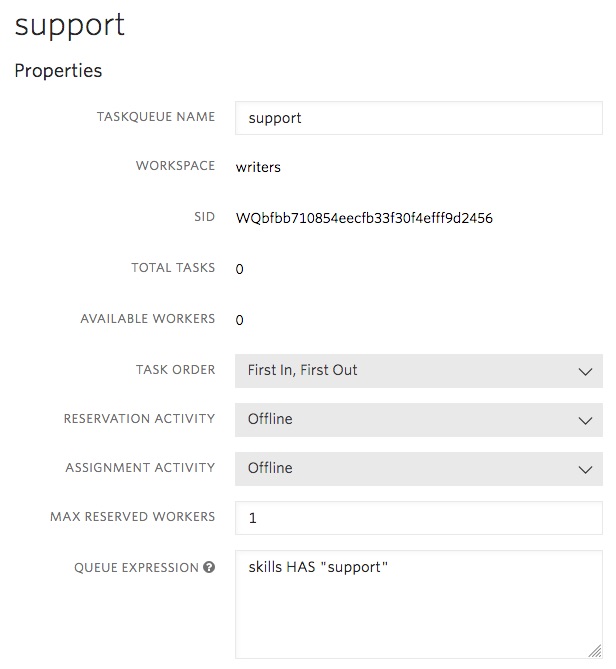 support
Properties
TASKQUEUE NAME support
WORKSPACE writers
SID WQbfbb710854eecfb33f30f4efff9d2456
TOTAL TASKS 0
AVAILABLE WORKERS 0
TASK ORDER First In, First Out
RESERVATION ACTIVITY Offline
ASSIGNMENT ACTIVITY Offline
MAX RESERVED WORKERS 1
QUEUE EXPRESSION ? skills HAS "support"